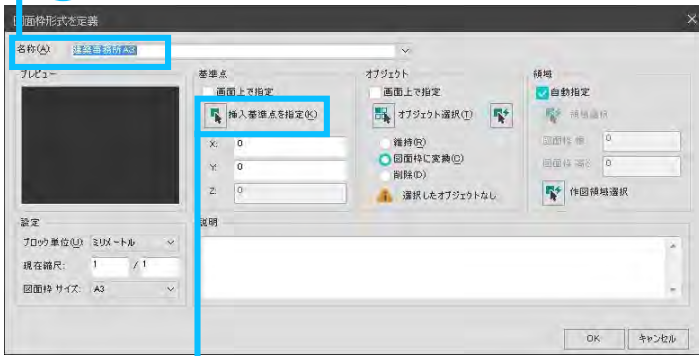 図面枠形式を定義
名称(A): 建築事務所A3
プレビュー
基準点
画面上で指定
挿入基準点を指定(K)
X: 0
Y: 0
Z: 0
オブジェクト
画面上で指定
オブジェクト選択(T)
維持(R)
図面枠に変換(C)
削除(D)
選択したオブジェクトなし
領域
自動指定
領域選択
図面枠 幅: 0
図面枠 高さ: 0
作図領域選択
設定
ブロック単位(U): ミリメートル
現在縮尺: 1 / 1
図面枠 サイズ: A3
説明
OK キャンセル